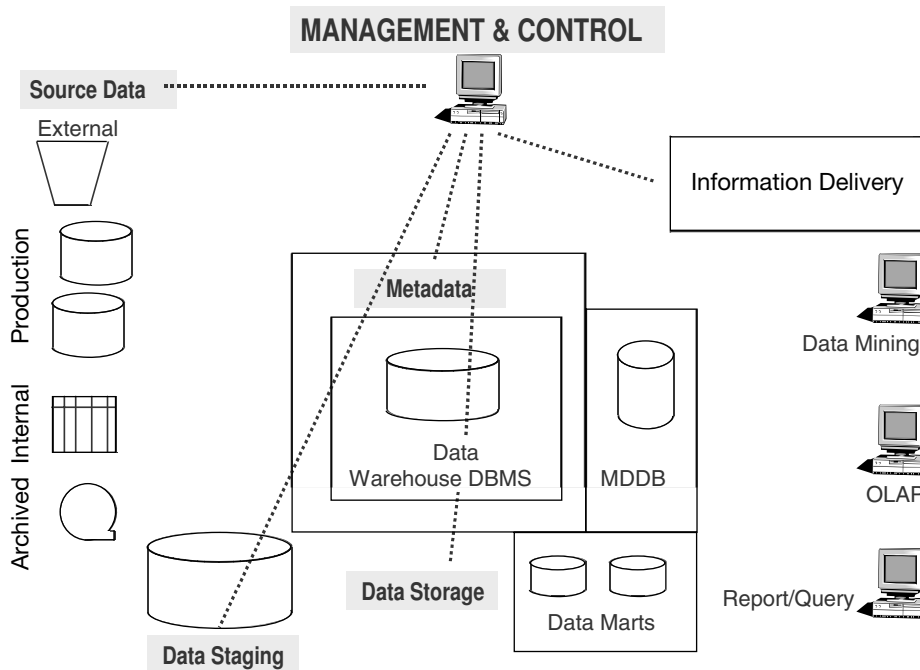 MANAGEMENT & CONTROL
Source Data
External
Production
Internal
Archived
Information Delivery
Metadata
Data
Warehouse DBMS
MDDB
Data Mining
OLAP
Report/Query
Data Storage
Data Marts
Data Staging